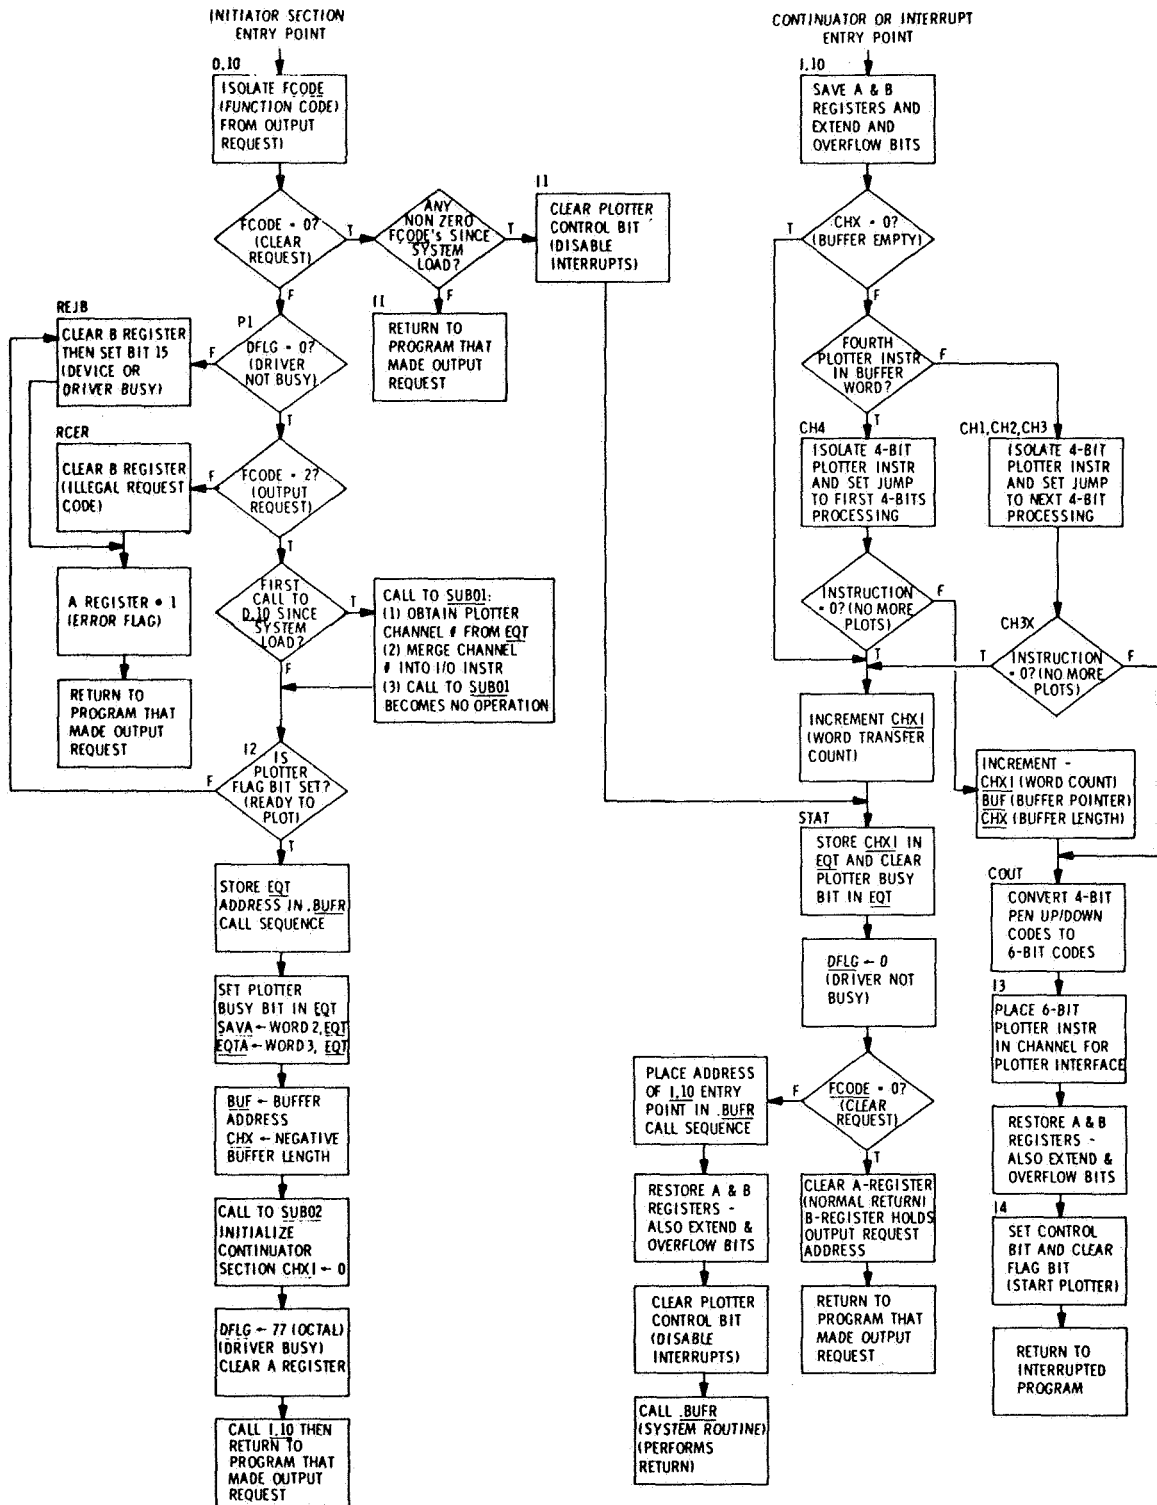 INITIATOR SECTION
ENTRY POINT
D.10
ISOLATE FCODE
(FUNCTION CODE)
FROM OUTPUT
REQUEST)
FCODE = 0?
(CLEAR
REQUEST)
T
F
ANY
NON ZERO
FCODE's SINCE
SYSTEM
LOAD?
T
F
I1
CLEAR PLOTTER
CONTROL BIT
(DISABLE
INTERRUPTS)
I1
RETURN TO
PROGRAM THAT
MADE OUTPUT
REQUEST
P1
DFLG = 0?
(DRIVER
NOT BUSY)
F
T
REJB
CLEAR B REGISTER
THEN SET BIT 15
(DEVICE OR
DRIVER BUSY)
FCODE = 2?
(OUTPUT
REQUEST)
F
T
RCER
CLEAR B REGISTER
(ILLEGAL REQUEST
CODE)
A REGISTER = 1
(ERROR FLAG)
RETURN TO
PROGRAM THAT
MADE OUTPUT
REQUEST
FIRST
CALL TO
D.10 SINCE
SYSTEM
LOAD?
T
F
CALL TO SUB01:
(1) OBTAIN PLOTTER
CHANNEL # FROM EQT
(2) MERGE CHANNEL
# INTO I/O INSTR
(3) CALL TO SUB01
BECOMES NO OPERATION
I2
IS
PLOTTER
FLAG BIT SET?
(READY TO
PLOT)
F
T
STORE EQT
ADDRESS IN .BUFR
CALL SEQUENCE
SET PLOTTER
BUSY BIT IN EQT
SAVA ← WORD 2, EQT
EQTA ← WORD 3, EQT
BUF ← BUFFER
ADDRESS
CHX ← NEGATIVE
BUFFER LENGTH
CALL TO SUB02
INITIALIZE
CONTINUATOR
SECTION CHX1 ← 0
DFLG ← 77 (OCTAL)
(DRIVER BUSY)
CLEAR A REGISTER
CALL I.10 THEN
RETURN TO
PROGRAM THAT
MADE OUTPUT
REQUEST
CONTINUATOR OR INTERRUPT
ENTRY POINT
I.10
SAVE A & B
REGISTERS AND
EXTEND AND
OVERFLOW BITS
CHX = 0?
(BUFFER EMPTY)
T
F
FOURTH
PLOTTER INSTR
IN BUFFER
WORD?
F
T
CH4
ISOLATE 4-BIT
PLOTTER INSTR
AND SET JUMP
TO FIRST 4-BITS
PROCESSING
CH1,CH2,CH3
ISOLATE 4-BIT
PLOTTER INSTR
AND SET JUMP
TO NEXT 4-BIT
PROCESSING
INSTRUCTION
= 0? (NO MORE
PLOTS)
F
T
CH3X
INSTRUCTION
= 0? (NO MORE
PLOTS)
T
F
INCREMENT CHX1
(WORD TRANSFER
COUNT)
INCREMENT -
CHX1 (WORD COUNT)
BUF (BUFFER POINTER)
CHX (BUFFER LENGTH)
STAT
STORE CHX1 IN
EQT AND CLEAR
PLOTTER BUSY
BIT IN EQT
COUT
CONVERT 4-BIT
PEN UP/DOWN
CODES TO
6-BIT CODES
DFLG ← 0
(DRIVER NOT
BUSY)
I3
PLACE 6-BIT
PLOTTER INSTR
IN CHANNEL FOR
PLOTTER INTERFACE
FCODE = 0?
(CLEAR
REQUEST)
F
T
PLACE ADDRESS
OF I.10 ENTRY
POINT IN .BUFR
CALL SEQUENCE
RESTORE A & B
REGISTERS -
ALSO EXTEND &
OVERFLOW BITS
RESTORE A & B
REGISTERS -
ALSO EXTEND &
OVERFLOW BITS
CLEAR A-REGISTER
(NORMAL RETURN)
B-REGISTER HOLDS
OUTPUT REQUEST
ADDRESS
I4
SET CONTROL
BIT AND CLEAR
FLAG BIT
(START PLOTTER)
CLEAR PLOTTER
CONTROL BIT
(DISABLE
INTERRUPTS)
RETURN TO
PROGRAM THAT
MADE OUTPUT
REQUEST
RETURN TO
INTERRUPTED
PROGRAM
CALL .BUFR
(SYSTEM ROUTINE)
(PERFORMS
RETURN)